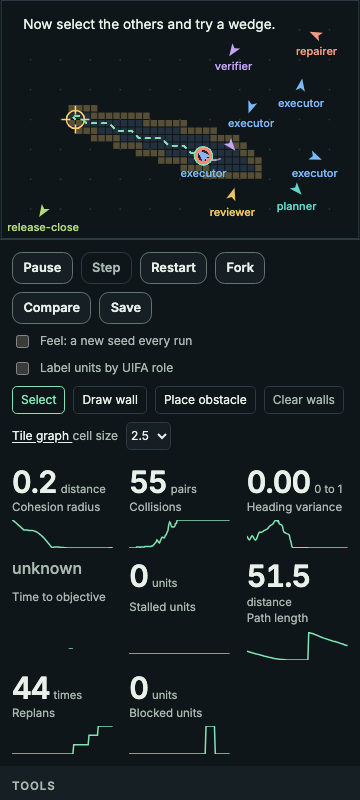 Now select the others and try a wedge.
repairer
verifier
executor
executor
executor
executor
planner
reviewer
release-close
Pause
Step
Restart
Fork
Compare
Save
Feel: a new seed every run
Label units by UIFA role
Select
Draw wall
Place obstacle
Clear walls
Tile graph cell size 2.5
0.2 distance
Cohesion radius
55 pairs
Collisions
0.00 0 to 1
Heading variance
unknown
Time to objective
0 units
Stalled units
51.5
distance
Path length
44 times
Replans
0 units
Blocked units
TOOLS